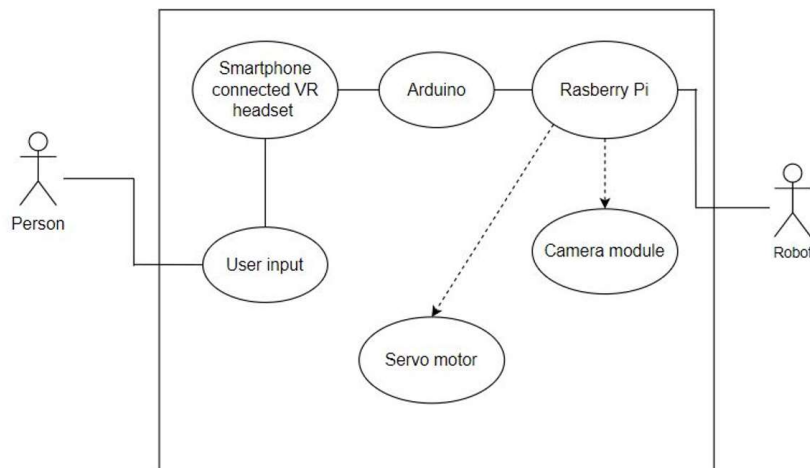 Smartphone
connected VR
headset
Arduino
Rasberry Pi
Person
User input
Camera module
Robot
Servo motor